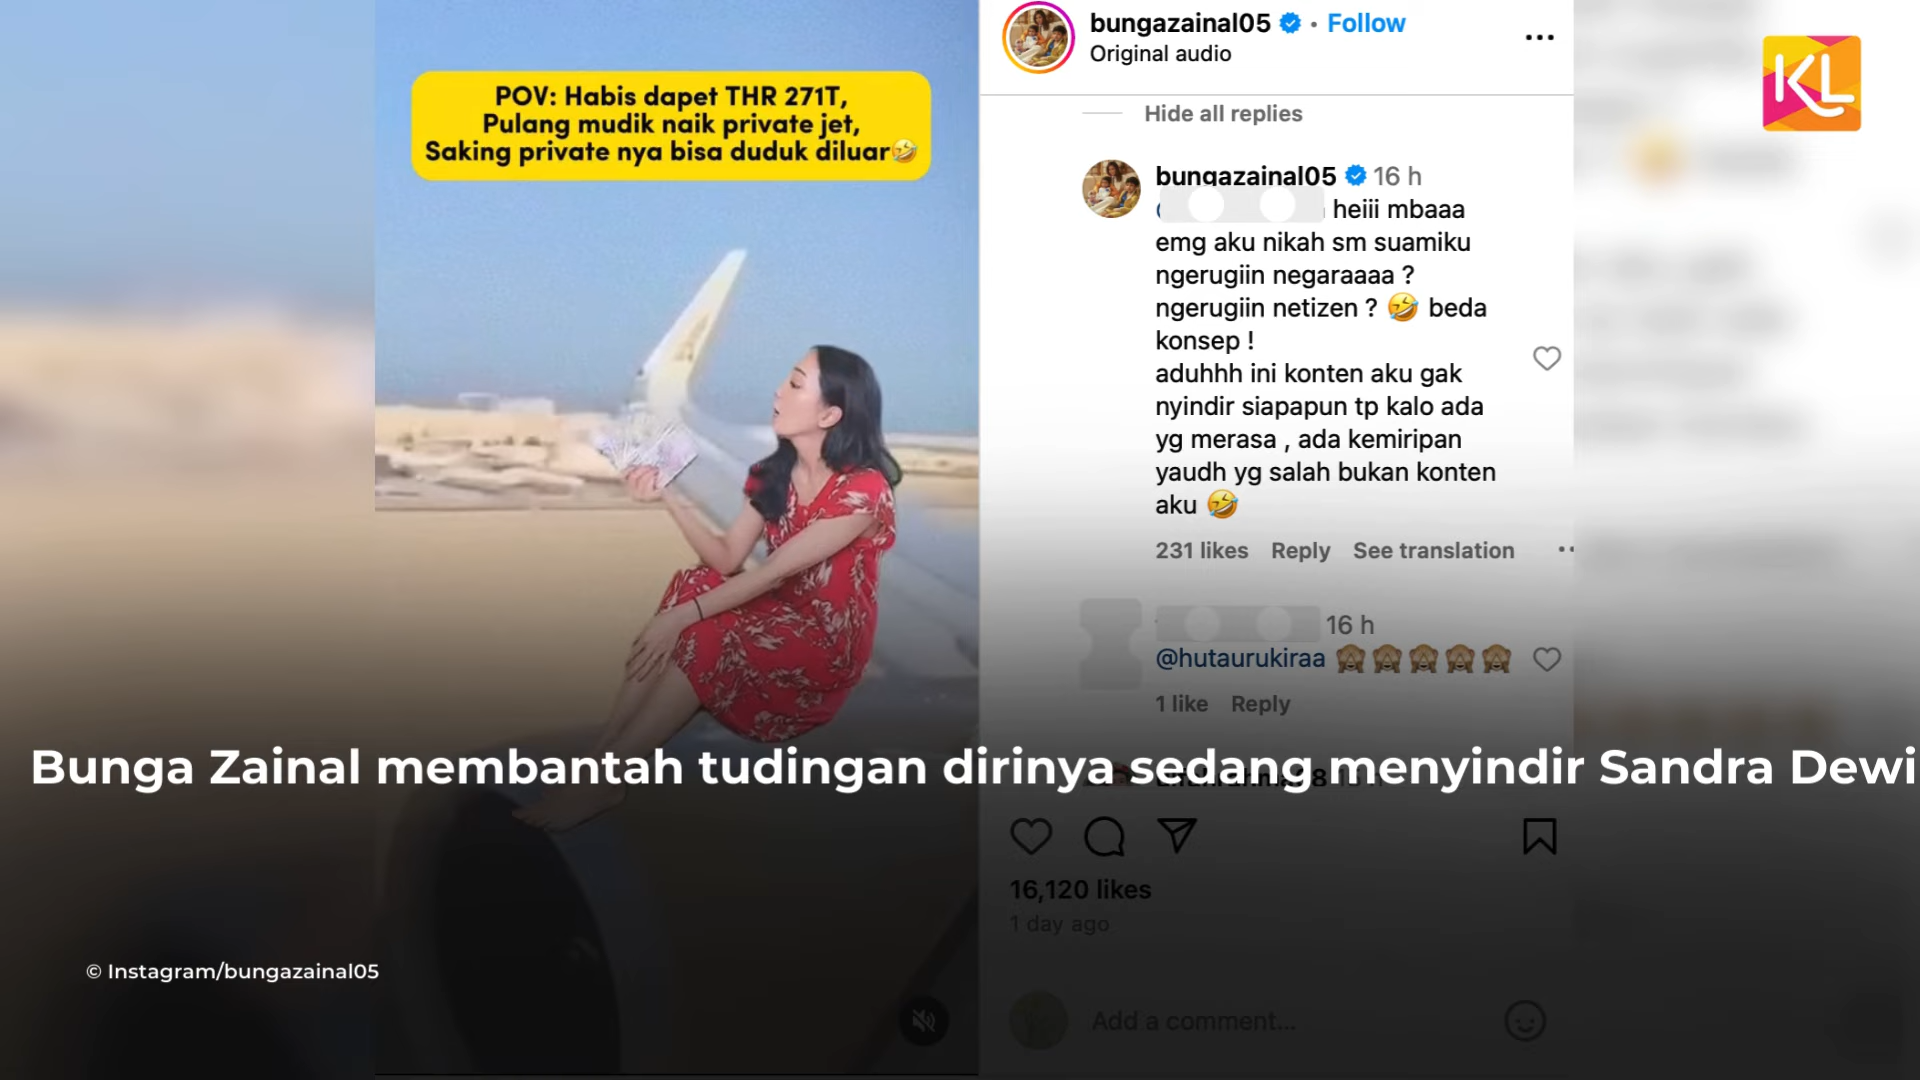 POV: Habis dapet THR 271T,
Pulang mudik naik private jet,
Saking private nya bisa duduk diluar🤣
bungazainal05 • Follow
Original audio
KL
Hide all replies
bungazainal05 16 h
heiii mbaaa
emg aku nikah sm suamiku
ngerugiin negaraaaa ?
ngerugiin netizen ? 🤣 beda
konsep !
aduhhh ini konten aku gak
nyindir siapapun tp kalo ada
yg merasa , ada kemiripan
yaudh yg salah bukan konten
aku 🤣
231 likes Reply See translation
16 h
@hutaurukiraa 🙈🙈🙈🙈🙈
1 like Reply
Bunga Zainal membantah tudingan dirinya sedang menyindir Sandra Dewi
16,120 likes
1 day ago
© Instagram/bungazainal05
Add a comment...